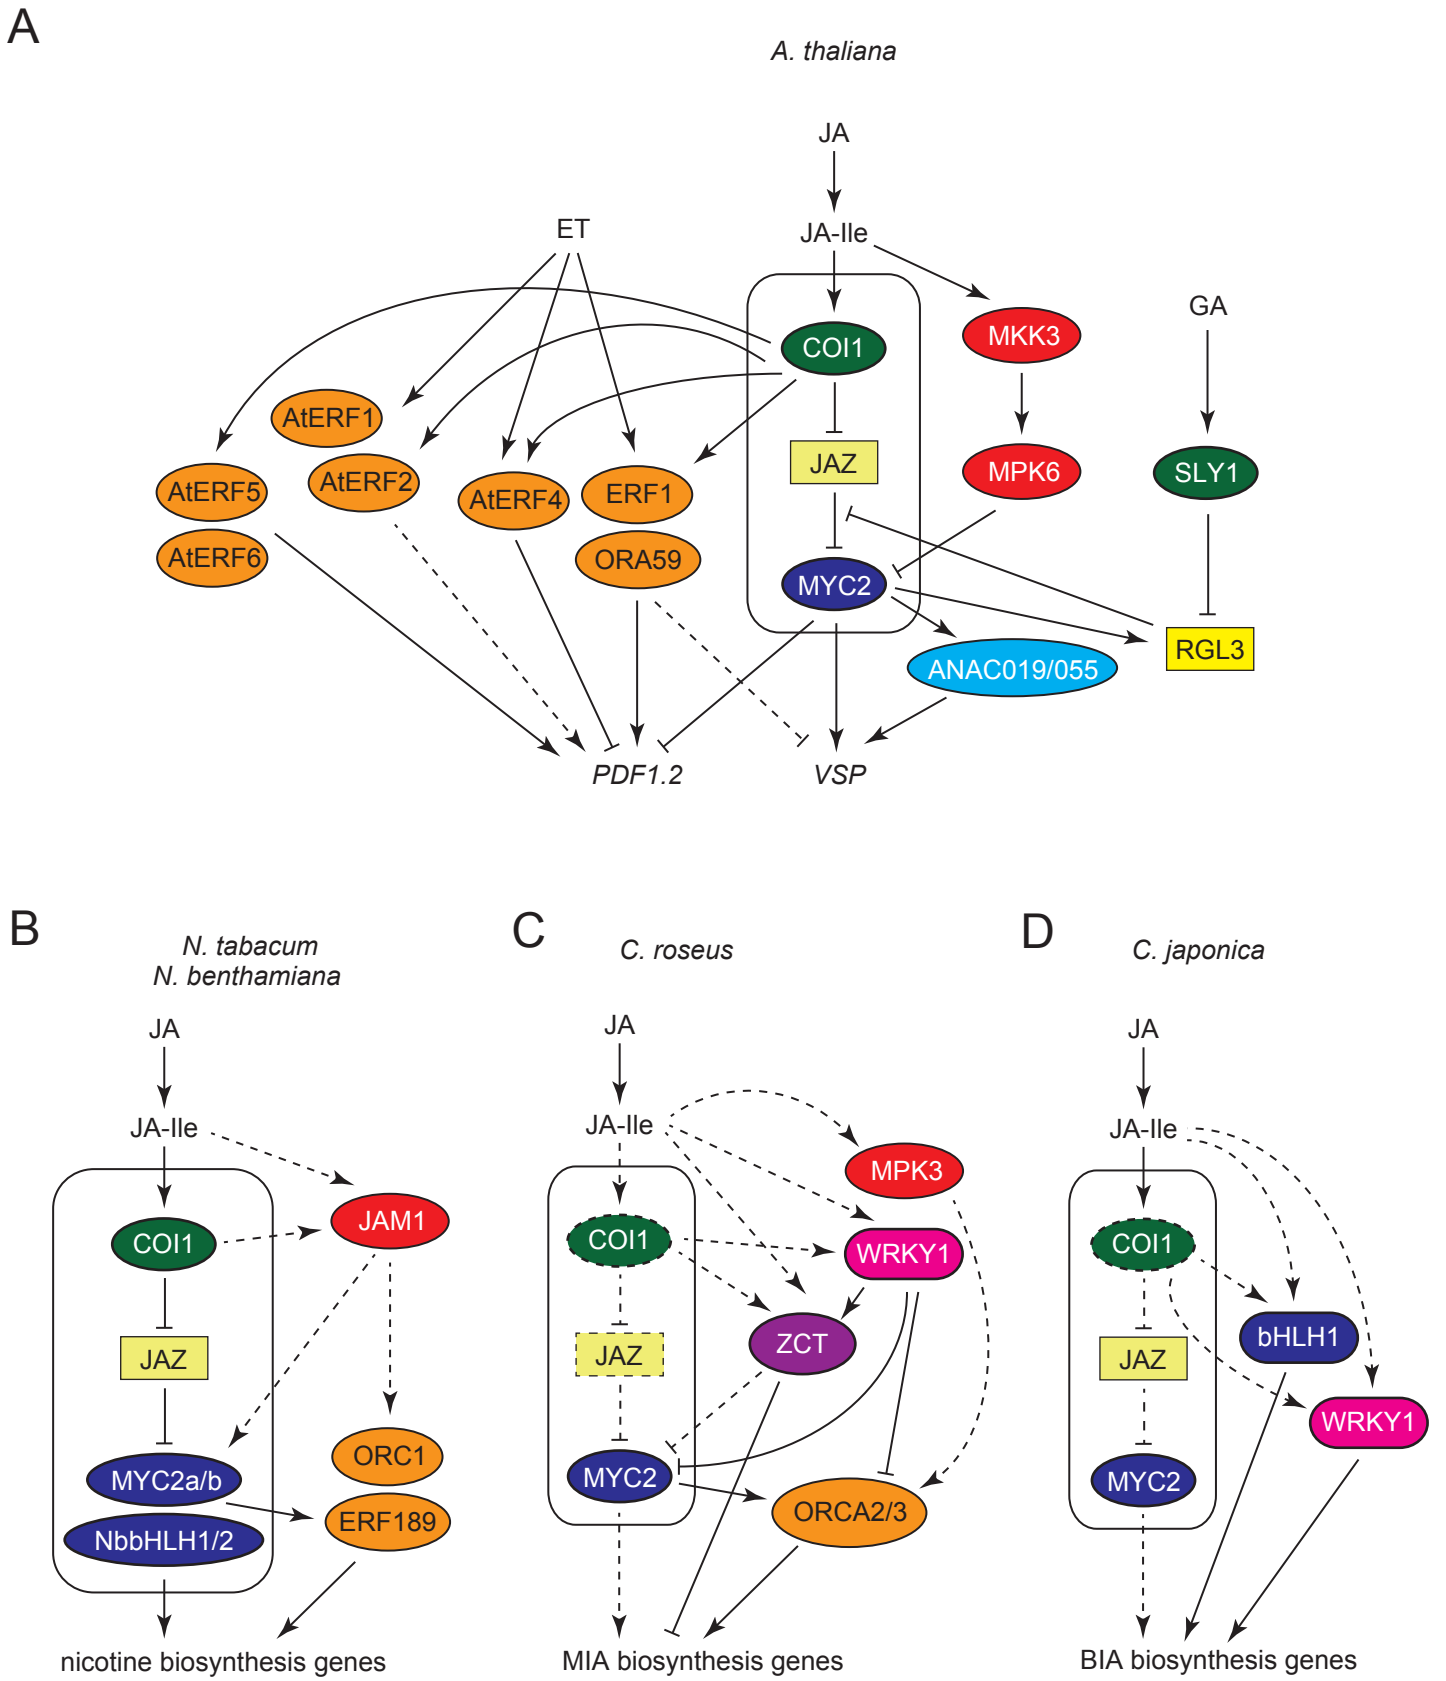 A
A. thaliana
JA
ET
JA-Ile
GA
MKK3
COI1
AtERF1
JAZ
MPK6
SLY1
AtERF5
AtERF2
AtERF4
ERF1
AtERF6
ORA59
MYC2
RGL3
ANAC019/055
PDF1.2
VSP
B
N. tabacum
N. benthamiana
JA
JA-Ile
JAM1
COI1
JAZ
ORC1
MYC2a/b
ERF189
NbbHLH1/2
nicotine biosynthesis genes
C
C. roseus
JA
JA-Ile
MPK3
COI1
WRKY1
ZCT
JAZ
MYC2
ORCA2/3
MIA biosynthesis genes
D
C. japonica
JA
JA-Ile
COI1
bHLH1
JAZ
WRKY1
MYC2
BIA biosynthesis genes